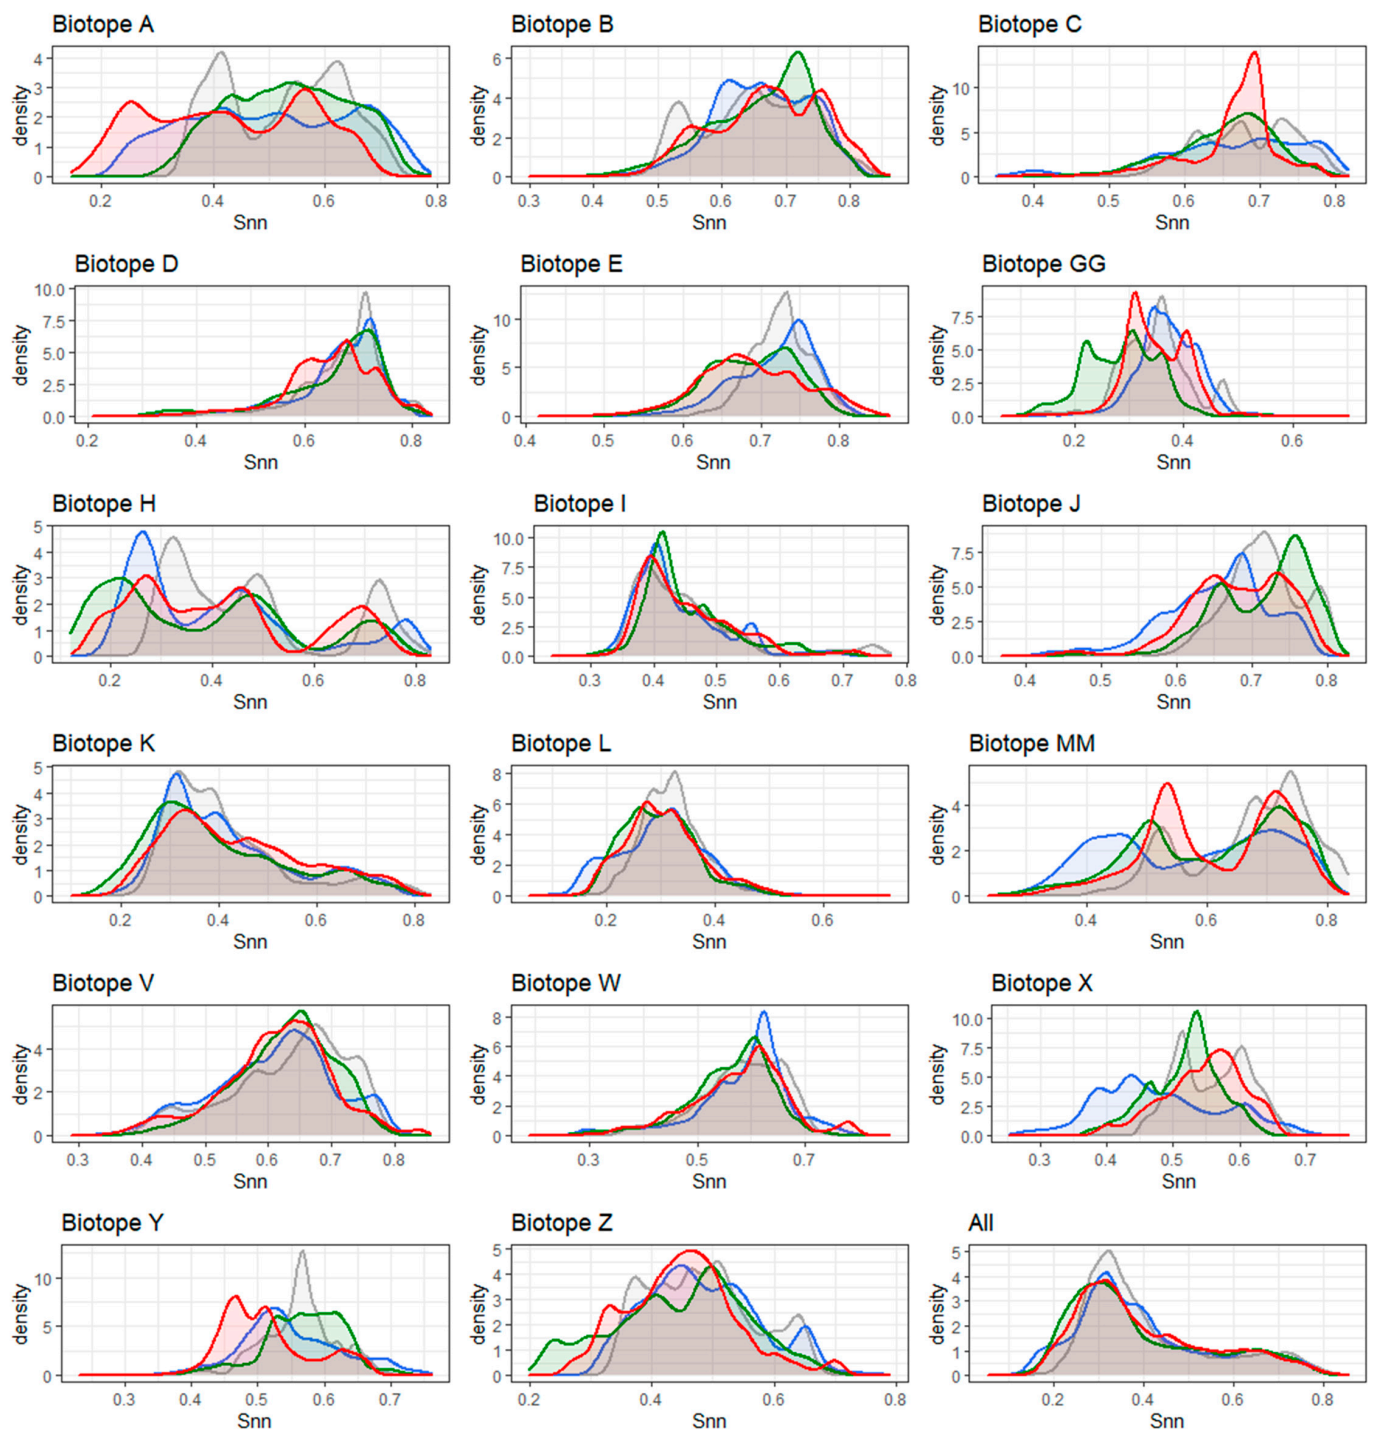 Biotope A Biotope B Biotope C
density 4 3 2 1 0 density 6 4 2 0 density 10 5 0
0.2 0.4 0.6 0.8 0.3 0.4 0.5 0.6 0.7 0.8 0.4 0.5 0.6 0.7 0.8
Snn Snn Snn
Biotope D Biotope E Biotope GG
density 10.0 7.5 5.0 2.5 0.0 density 10 5 0 density 7.5 5.0 2.5 0.0
0.2 0.4 0.6 0.8 0.4 0.5 0.6 0.7 0.8 0.2 0.4 0.6
Snn Snn Snn
Biotope H Biotope I Biotope J
density 5 4 3 2 1 0 density 10.0 7.5 5.0 2.5 0.0 density 7.5 5.0 2.5 0.0
0.2 0.4 0.6 0.8 0.3 0.4 0.5 0.6 0.7 0.8 0.4 0.5 0.6 0.7 0.8
Snn Snn Snn
Biotope K Biotope L Biotope MM
density 5 4 3 2 1 0 density 8 6 4 2 0 density 4 2 0
0.2 0.4 0.6 0.8 0.2 0.4 0.6 0.4 0.6 0.8
Snn Snn Snn
Biotope V Biotope W Biotope X
density 4 2 0 density 8 6 4 2 0 density 10.0 7.5 5.0 2.5 0.0
0.3 0.4 0.5 0.6 0.7 0.8 0.3 0.5 0.7 0.3 0.4 0.5 0.6 0.7
Snn Snn Snn
Biotope Y Biotope Z All
density 10 5 0 density 5 4 3 2 1 0 density 5 4 3 2 1 0
0.3 0.4 0.5 0.6 0.7 0.2 0.4 0.6 0.8 0.2 0.4 0.6 0.8
Snn Snn Snn